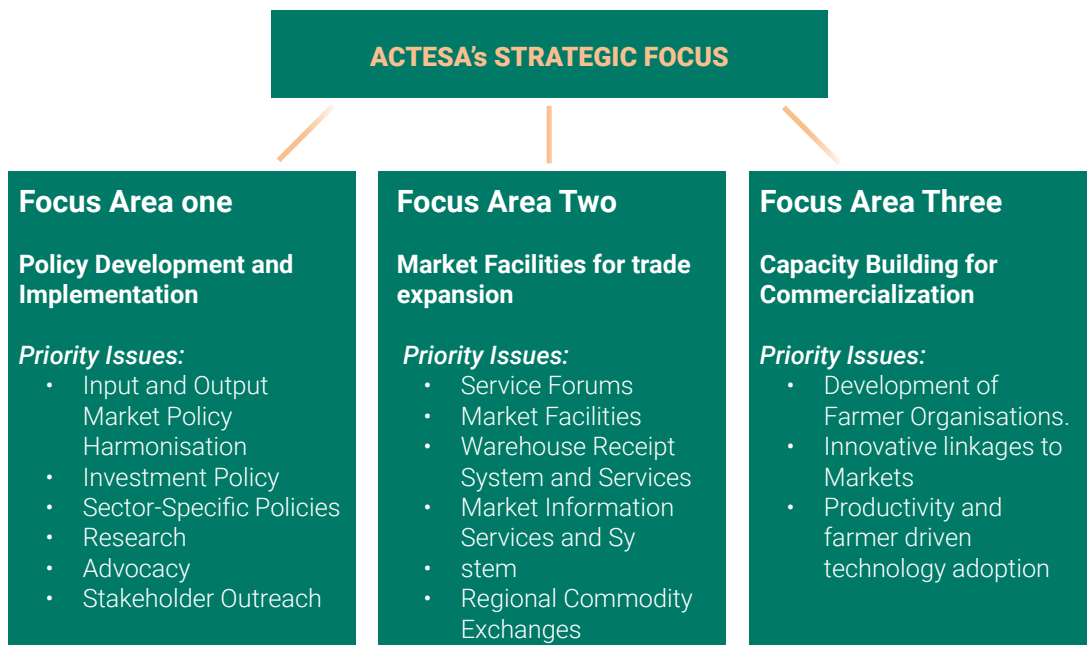 ACTESA's STRATEGIC FOCUS
Focus Area one
Policy Development and
Implementation
Priority Issues:
• Input and Output
Market Policy
Harmonisation
• Investment Policy
• Sector-Specific Policies
• Research
• Advocacy
• Stakeholder Outreach
Focus Area Two
Market Facilities for trade
expansion
Priority Issues:
• Service Forums
• Market Facilities
• Warehouse Receipt
System and Services
• Market Information
Services and Sy
• stem
• Regional Commodity
Exchanges
Focus Area Three
Capacity Building for
Commercialization
Priority Issues:
• Development of
Farmer Organisations.
• Innovative linkages to
Markets
• Productivity and
farmer driven
technology adoption